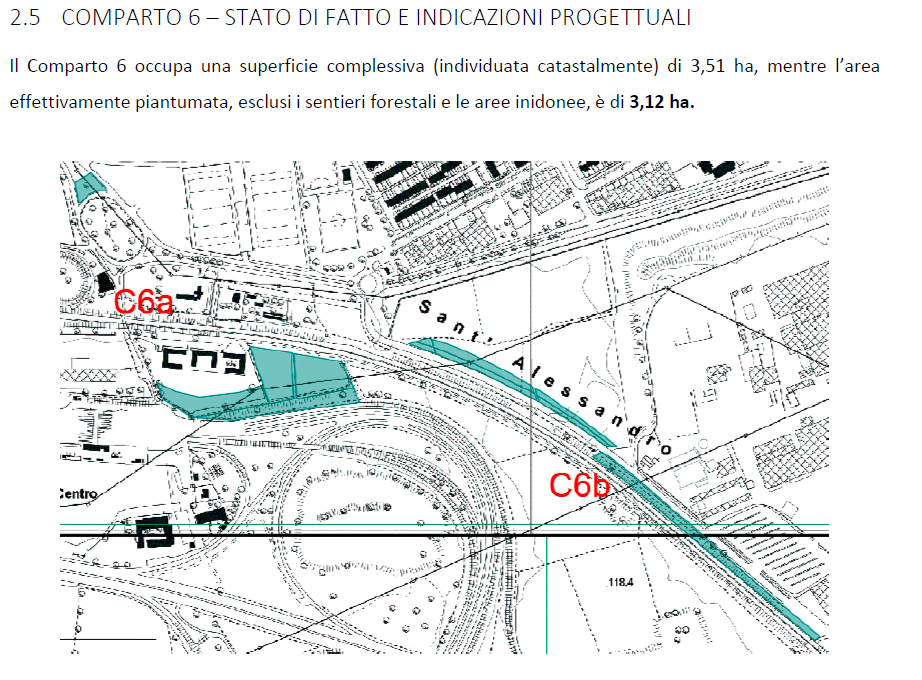 2.5 COMPARTO 6 – STATO DI FATTO E INDICAZIONI PROGETTUALI
Il Comparto 6 occupa una superficie complessiva (individuata catastalmente) di 3,51 ha, mentre l’area
effettivamente piantumata, esclusi i sentieri forestali e le aree inidonee, è di 3,12 ha.
C6a
Sant' Alessandro
C6b
Centro
118.4